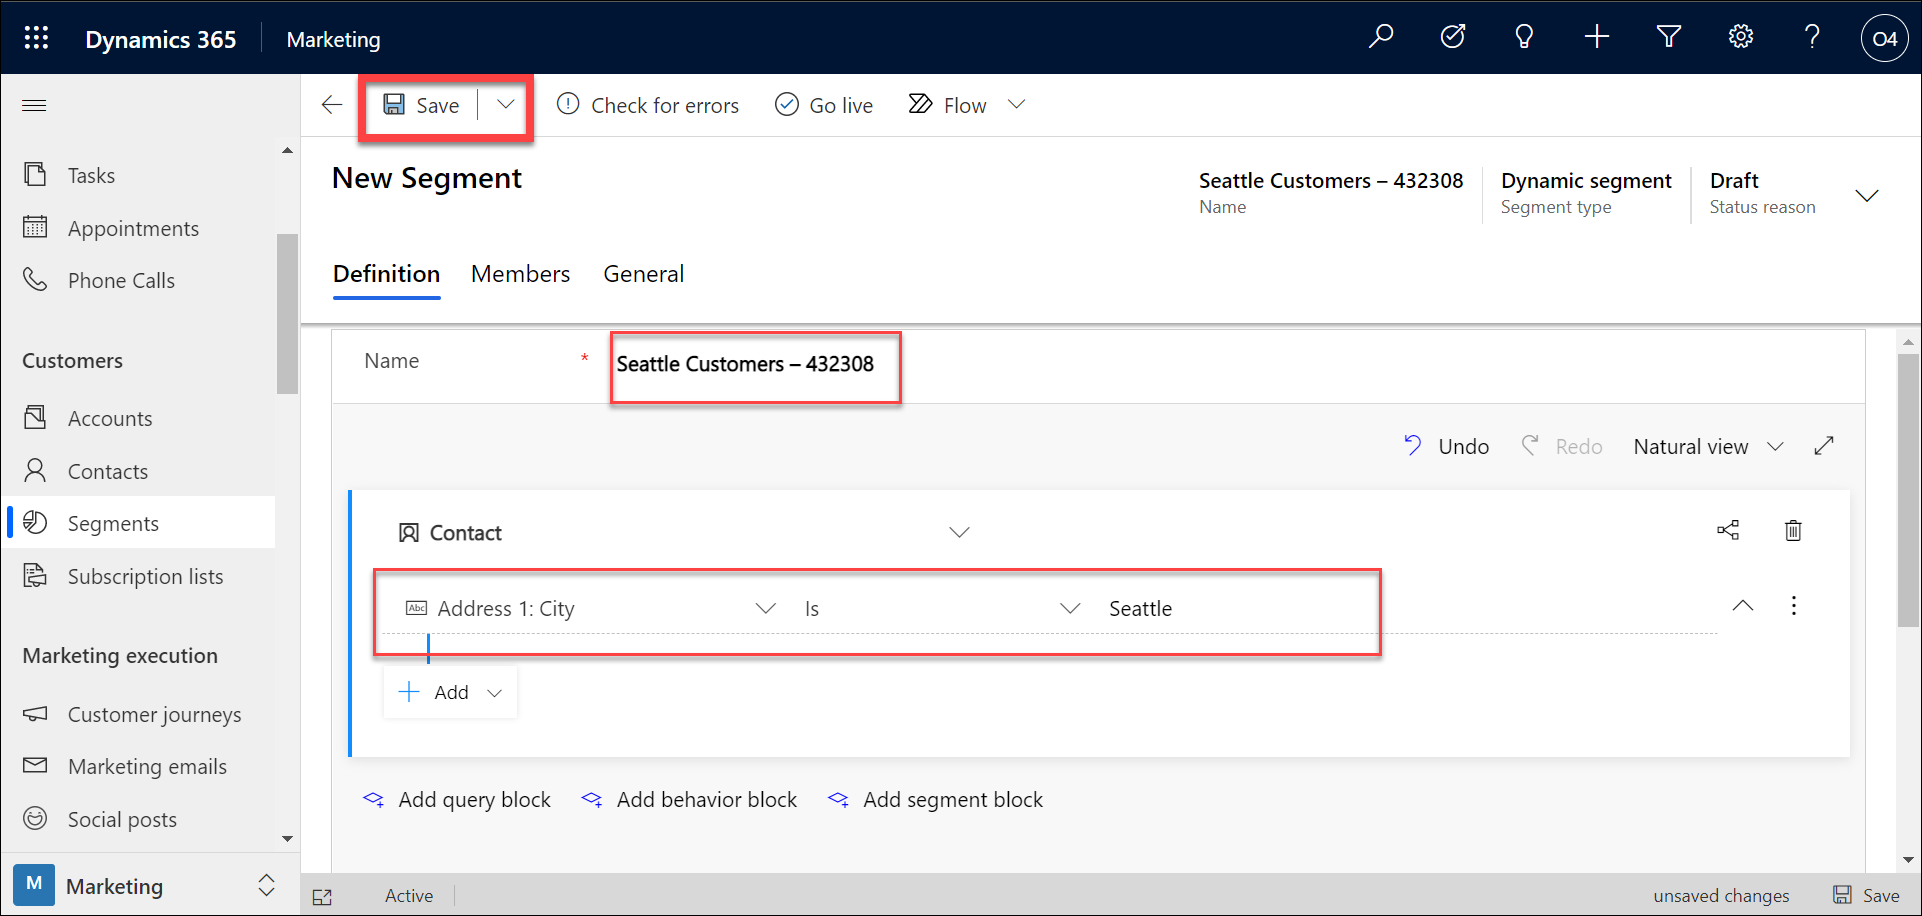 Dynamics 365 Marketing O4
Save Check for errors Go live Flow
Tasks
Appointments
Phone Calls
Customers
Accounts
Contacts
Segments
Subscription lists
Marketing execution
Customer journeys
Marketing emails
Social posts
M Marketing
New Segment
Seattle Customers – 432308
Name
Dynamic segment
Segment type
Draft
Status reason
Definition Members General
Name * Seattle Customers – 432308
Undo Redo Natural view
Contact
Abc Address 1: City Is Seattle
Add
Add query block Add behavior block Add segment block
Active unsaved changes Save